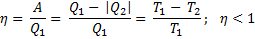 η = A / Q₁ = (Q₁ − |Q₂|) / Q₁ = (T₁ − T₂) / T₁ ;   η < 1